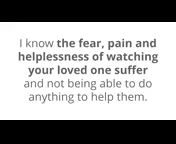 I know the fear, pain and
helplessness of watching
your loved one suffer
and not being able to do
anything to help them.